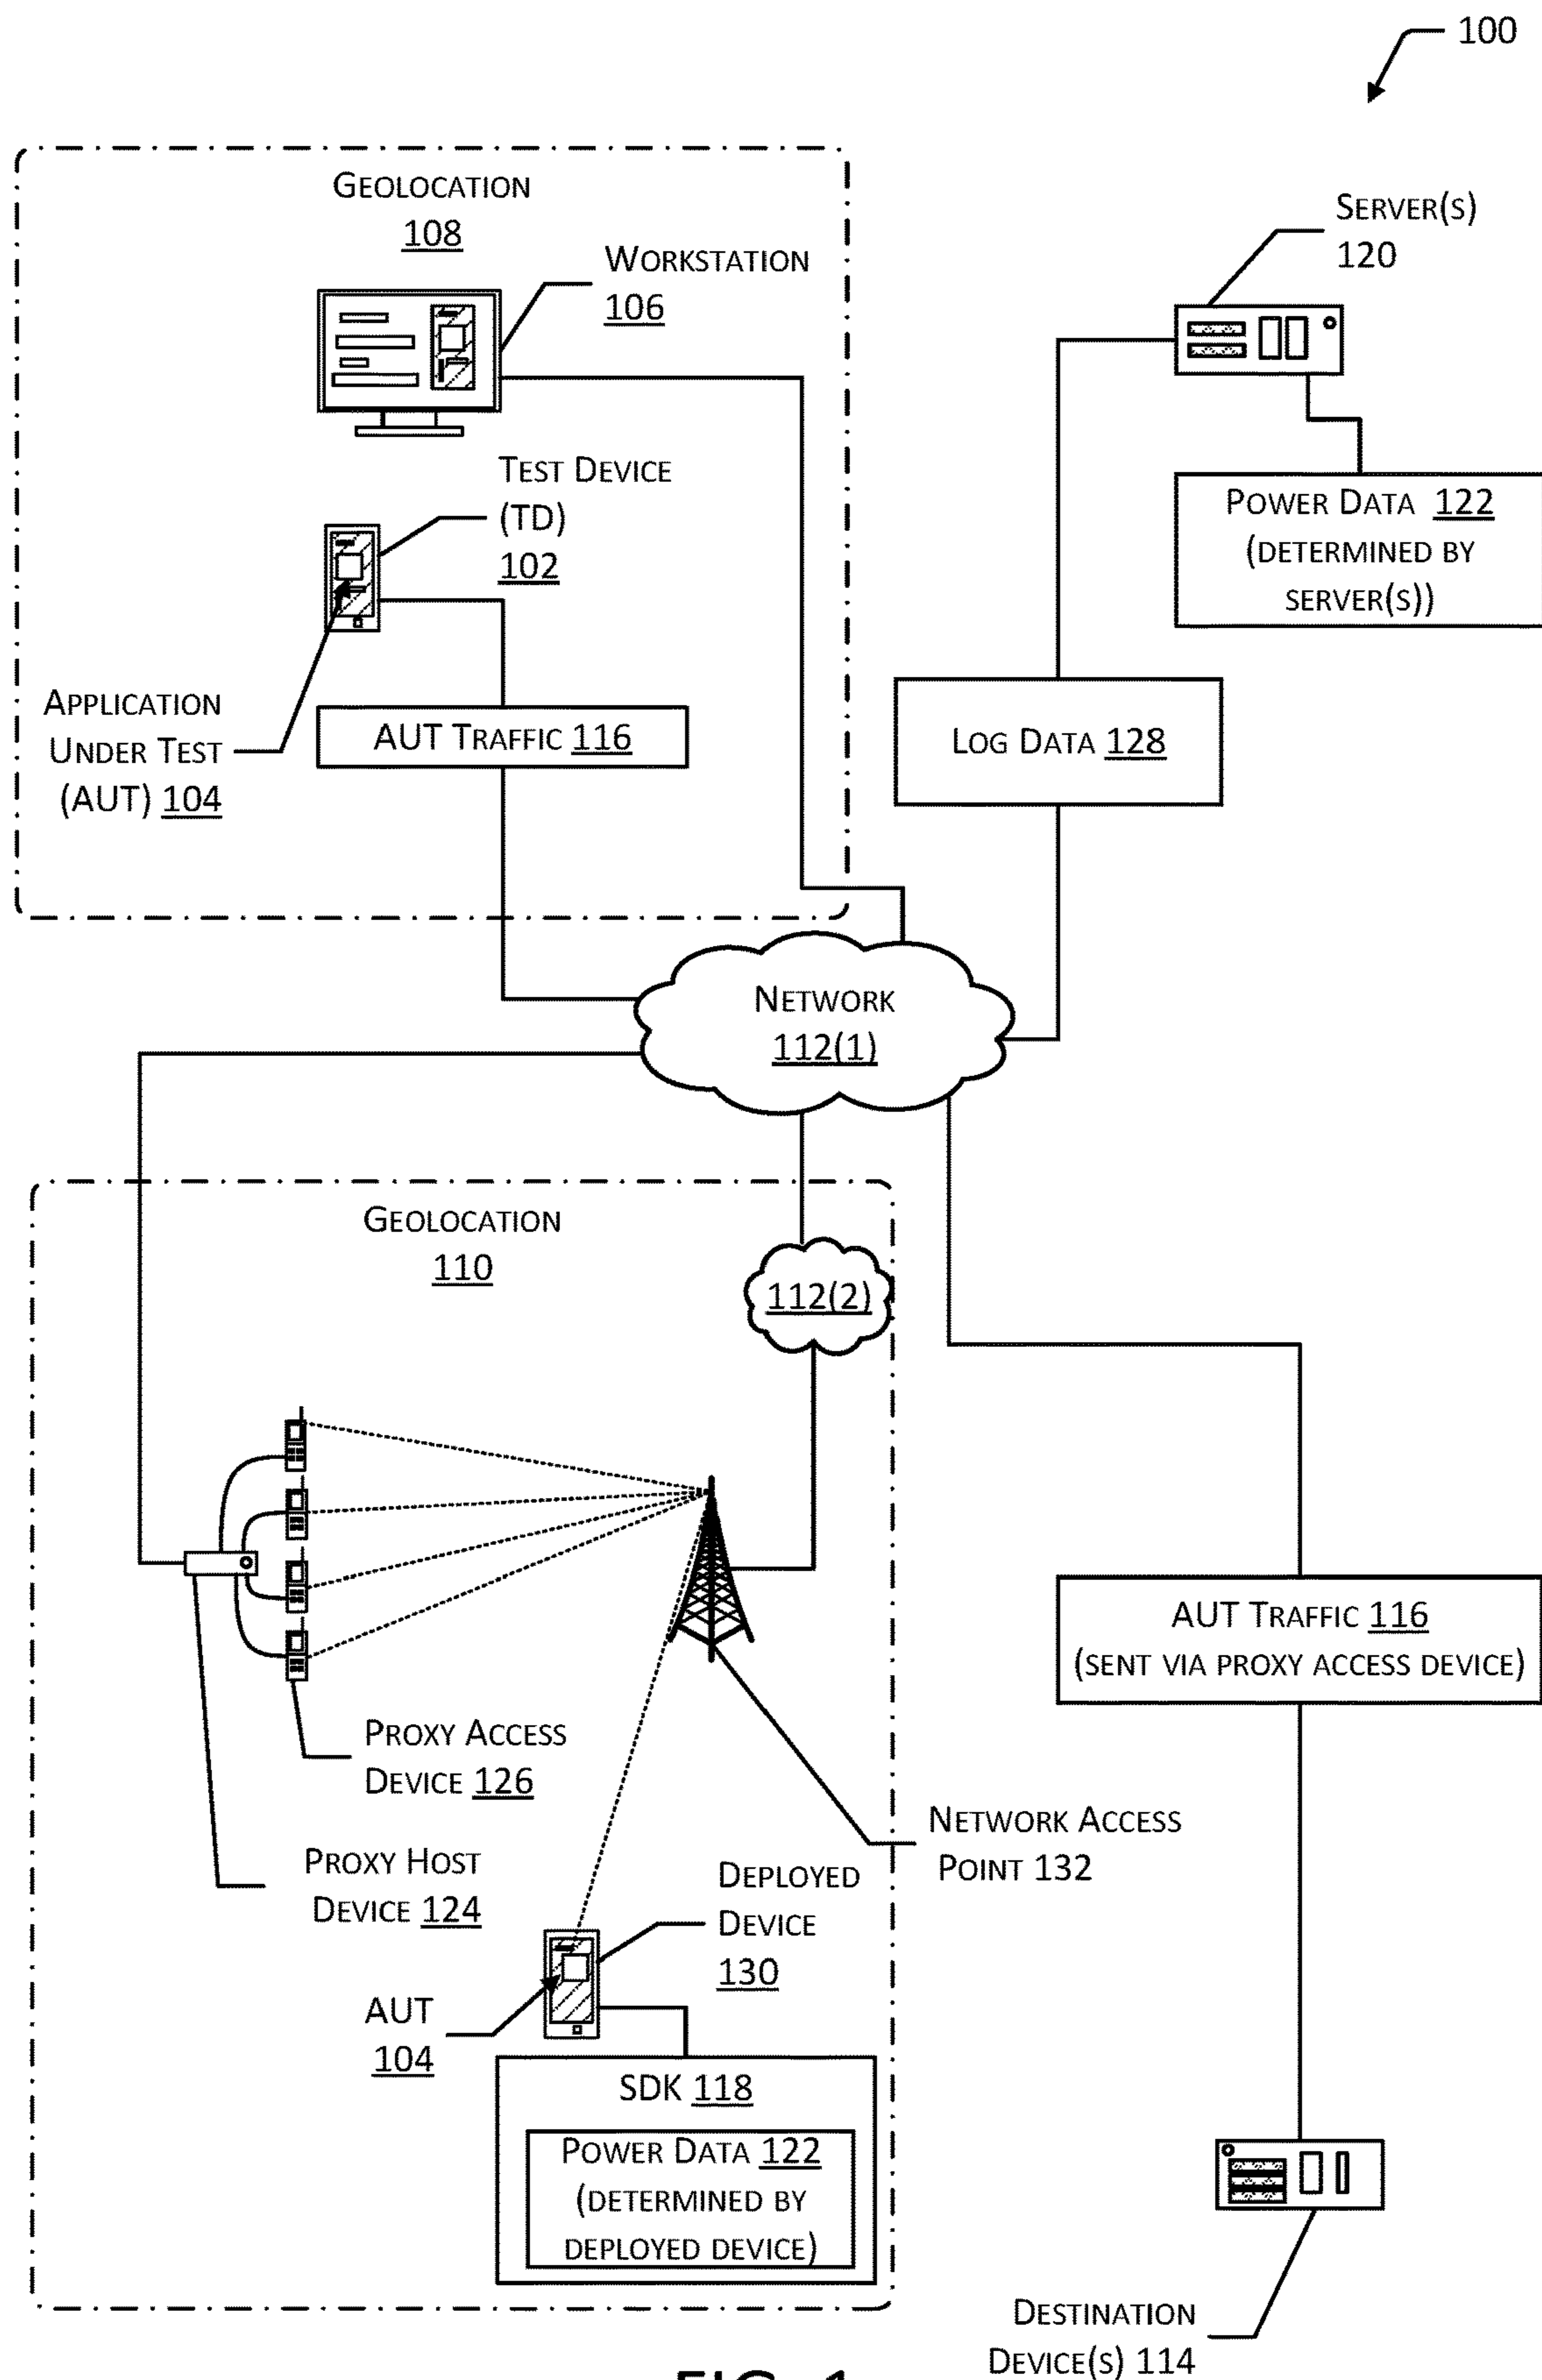 100
GEOLOCATION
108
WORKSTATION
106
SERVER(S)
120
TEST DEVICE
(TD)
102
POWER DATA 122
(DETERMINED BY
SERVER(S))
APPLICATION
UNDER TEST
(AUT) 104
AUT TRAFFIC 116
LOG DATA 128
NETWORK
112(1)
GEOLOCATION
110
112(2)
AUT TRAFFIC 116
(SENT VIA PROXY ACCESS DEVICE)
PROXY ACCESS
DEVICE 126
NETWORK ACCESS
POINT 132
PROXY HOST
DEVICE 124
DEPLOYED
DEVICE
130
AUT
104
SDK 118
POWER DATA 122
(DETERMINED BY
DEPLOYED DEVICE)
DESTINATION
DEVICE(S) 114
FIG. 1